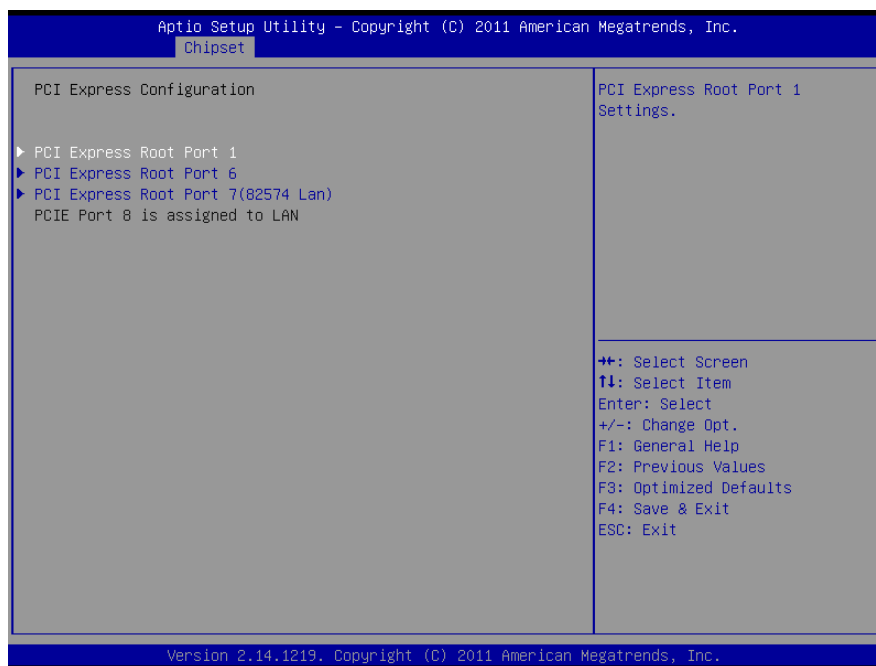 Aptio Setup Utility – Copyright (C) 2011 American Megatrends, Inc.
Chipset
PCI Express Configuration
PCI Express Root Port 1
PCI Express Root Port 6
PCI Express Root Port 7(82574 Lan)
PCIE Port 8 is assigned to LAN
PCI Express Root Port 1
Settings.
→←: Select Screen
↑↓: Select Item
Enter: Select
+/-: Change Opt.
F1: General Help
F2: Previous Values
F3: Optimized Defaults
F4: Save & Exit
ESC: Exit
Version 2.14.1219. Copyright (C) 2011 American Megatrends, Inc.